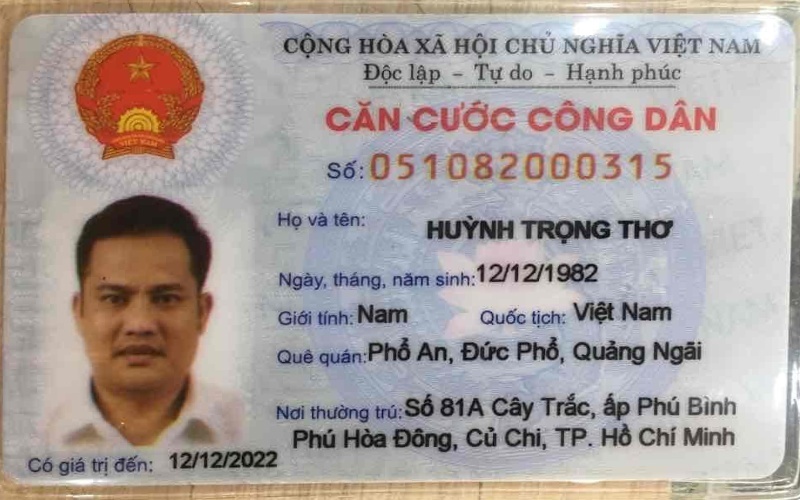 CỘNG HÒA XÃ HỘI CHỦ NGHĨA VIỆT NAM
Độc lập - Tự do - Hạnh phúc
CĂN CƯỚC CÔNG DÂN
Số: 051082000315
Họ và tên: HUỲNH TRỌNG THƠ
Ngày, tháng, năm sinh: 12/12/1982
Giới tính: Nam Quốc tịch: Việt Nam
Quê quán: Phổ An, Đức Phổ, Quảng Ngãi
Nơi thường trú: Số 81A Cây Trắc, ấp Phú Bình
Phú Hòa Đông, Củ Chi, TP. Hồ Chí Minh
Có giá trị đến: 12/12/2022
VIỆT NAM